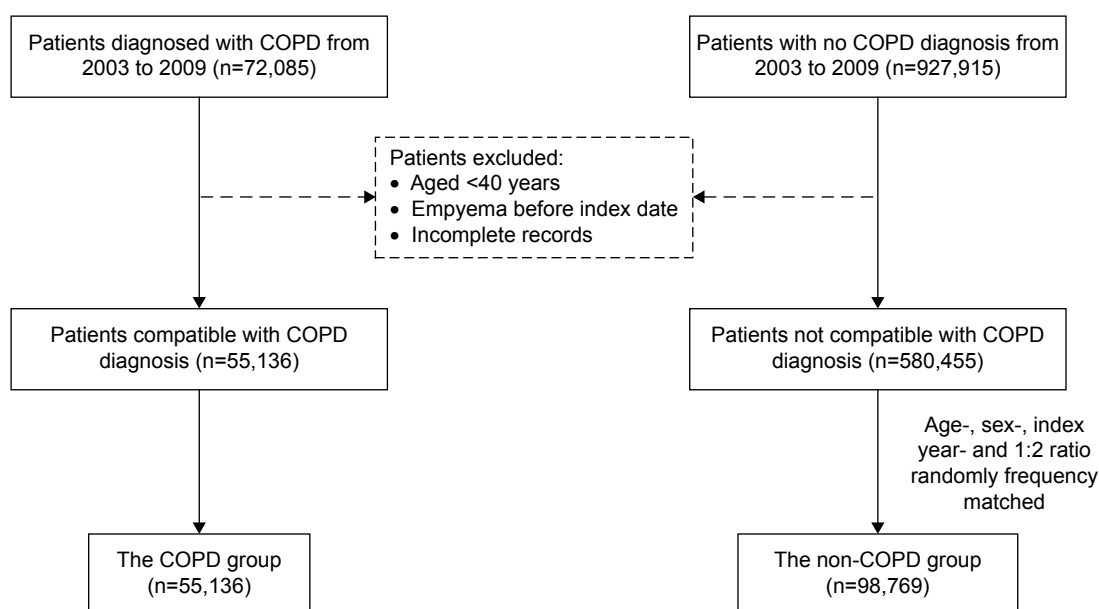 Patients diagnosed with COPD from
2003 to 2009 (n=72,085)
Patients with no COPD diagnosis from
2003 to 2009 (n=927,915)
Patients excluded:
• Aged <40 years
• Empyema before index date
• Incomplete records
Patients compatible with COPD
diagnosis (n=55,136)
Patients not compatible with COPD
diagnosis (n=580,455)
Age-, sex-, index
year- and 1:2 ratio
randomly frequency
matched
The COPD group
(n=55,136)
The non-COPD group
(n=98,769)